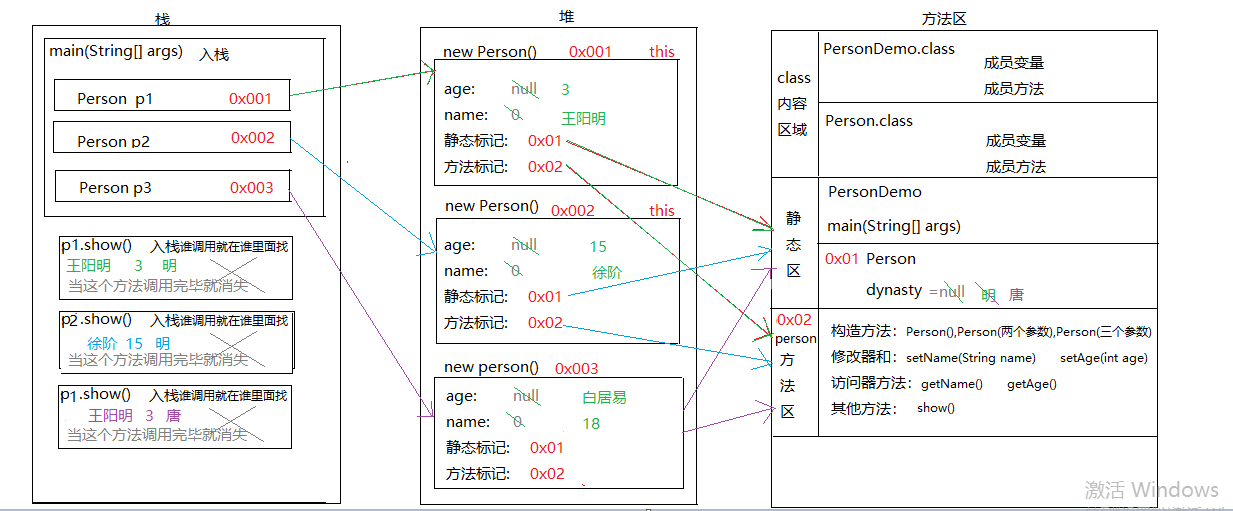 栈
main(String[] args) 入栈
Person p1 0x001
Person p2 0x002
Person p3 0x003
p1.show() 入栈谁调用就在谁里面找
王阳明 3 明
当这个方法调用完毕就消失
p2.show() 入栈谁调用就在谁里面找
徐阶 15 明
当这个方法调用完毕就消失
p1.show() 入栈谁调用就在谁里面找
王阳明 3 唐
当这个方法调用完毕就消失
堆
new Person() 0x001 this
age: null 3
name: 0 王阳明
静态标记: 0x01
方法标记: 0x02
new Person() 0x002 this
age: null 15
name: 0 徐阶
静态标记: 0x01
方法标记: 0x02
new person() 0x003
age: null 白居易
name: 0 18
静态标记: 0x01
方法标记: 0x02
方法区
class
内容
区域
PersonDemo.class
成员变量
成员方法
Person.class
成员变量
成员方法
静
态
区
PersonDemo
main(String[] args)
0x01 Person
dynasty =null 明 唐
0x02
person
方
法
区
构造方法：Person(),Person(两个参数),Person(三个参数)
修改器和：setName(String name) setAge(int age)
访问器方法：getName() getAge()
其他方法： show()
激活 Windows